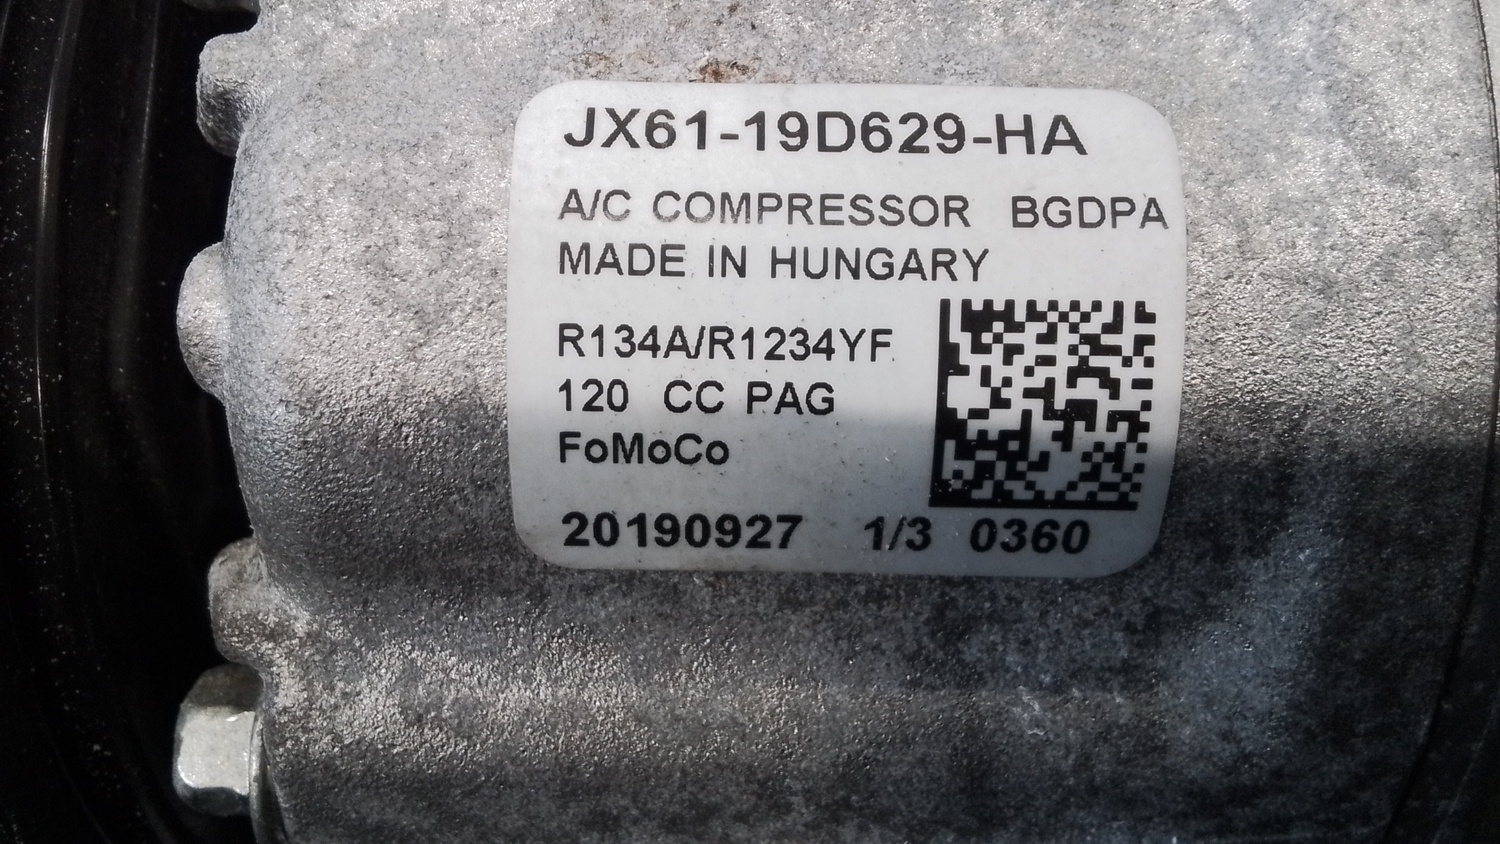 JX61-19D629-HA
A/C COMPRESSOR BGDPA
MADE IN HUNGARY
R134A/R1234YF
120 CC PAG
FoMoCo
20190927 1/3 0360